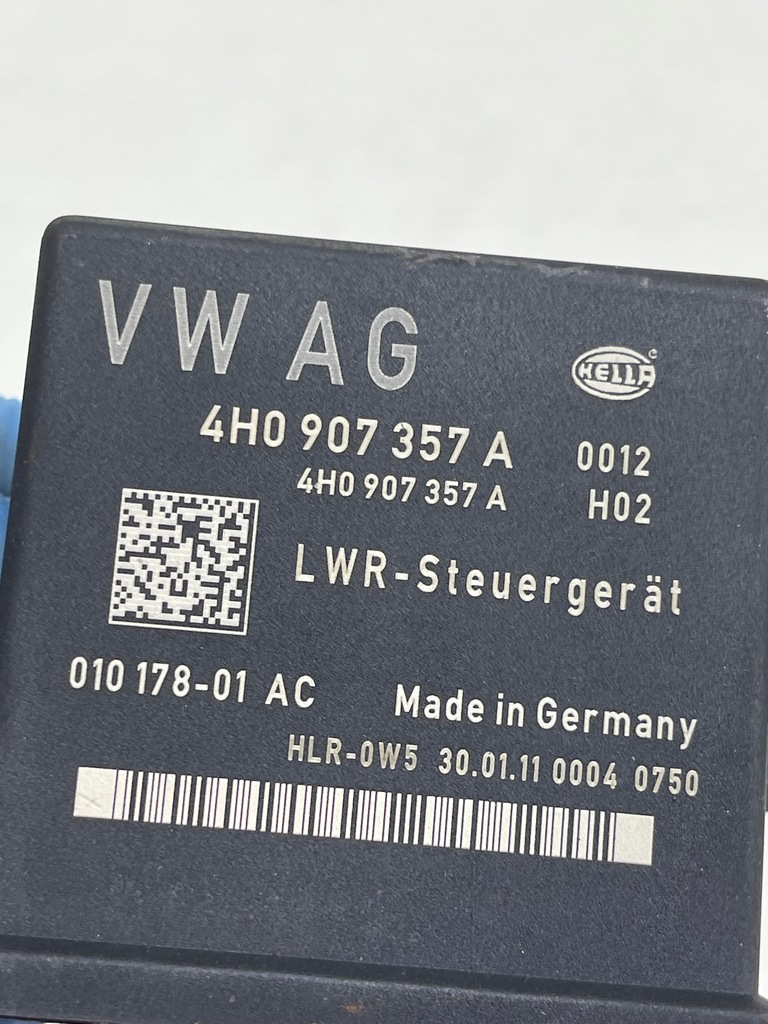 VW AG
HELLA
4H0 907 357 A 0012
4H0 907 357 A H02
LWR-Steuergerät
010 178-01 AC Made in Germany
HLR-0W5 30.01.11 0004 0750